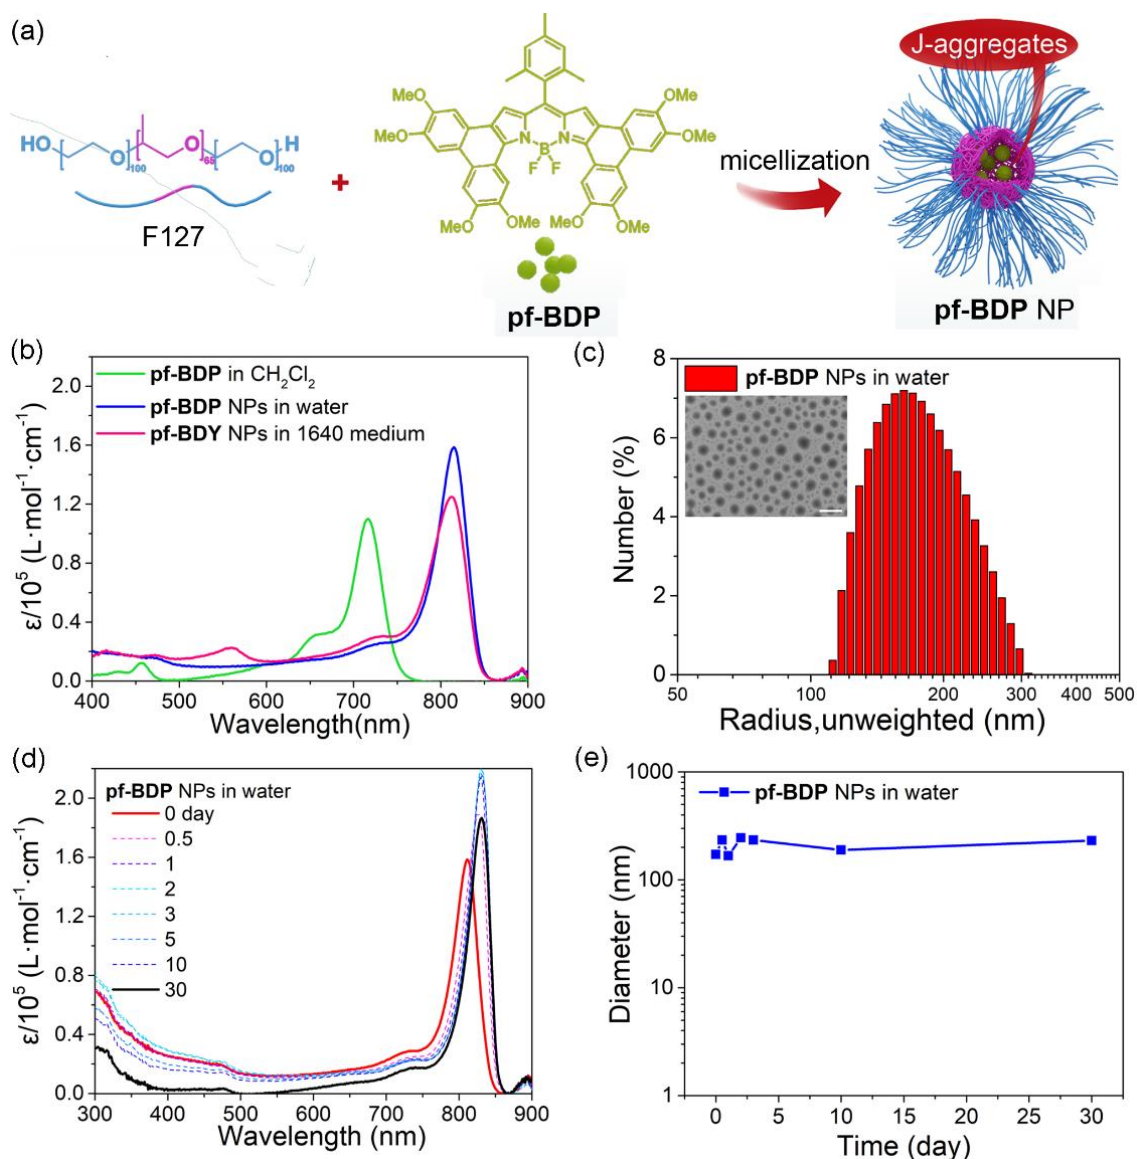 (a)
J-aggregates
HO
O
100
O
65
O
H
100
F127
+
MeO
MeO
OMe
OMe
N
B
N
F
F
MeO
OMe
MeO
OMe
pf-BDP
micellization
pf-BDP NP
(b)
pf-BDP in CH₂Cl₂
pf-BDP NPs in water
pf-BDY NPs in 1640 medium
ε/10⁵ (L·mol⁻¹·cm⁻¹)
2.0
1.6
1.2
0.8
0.4
0.0
400 500 600 700 800 900
Wavelength(nm)
(c)
pf-BDP NPs in water
Number (%)
8
6
4
2
0
50 100 200 300 400 500
Radius,unweighted (nm)
(d)
pf-BDP NPs in water
0 day
0.5
1
2
3
5
10
30
ε/10⁵ (L·mol⁻¹·cm⁻¹)
2.0
1.6
1.2
0.8
0.4
0.0
300 400 500 600 700 800 900
Wavelength (nm)
(e)
pf-BDP NPs in water
Diameter (nm)
1000
100
10
1
0 5 10 15 20 25 30
Time (day)